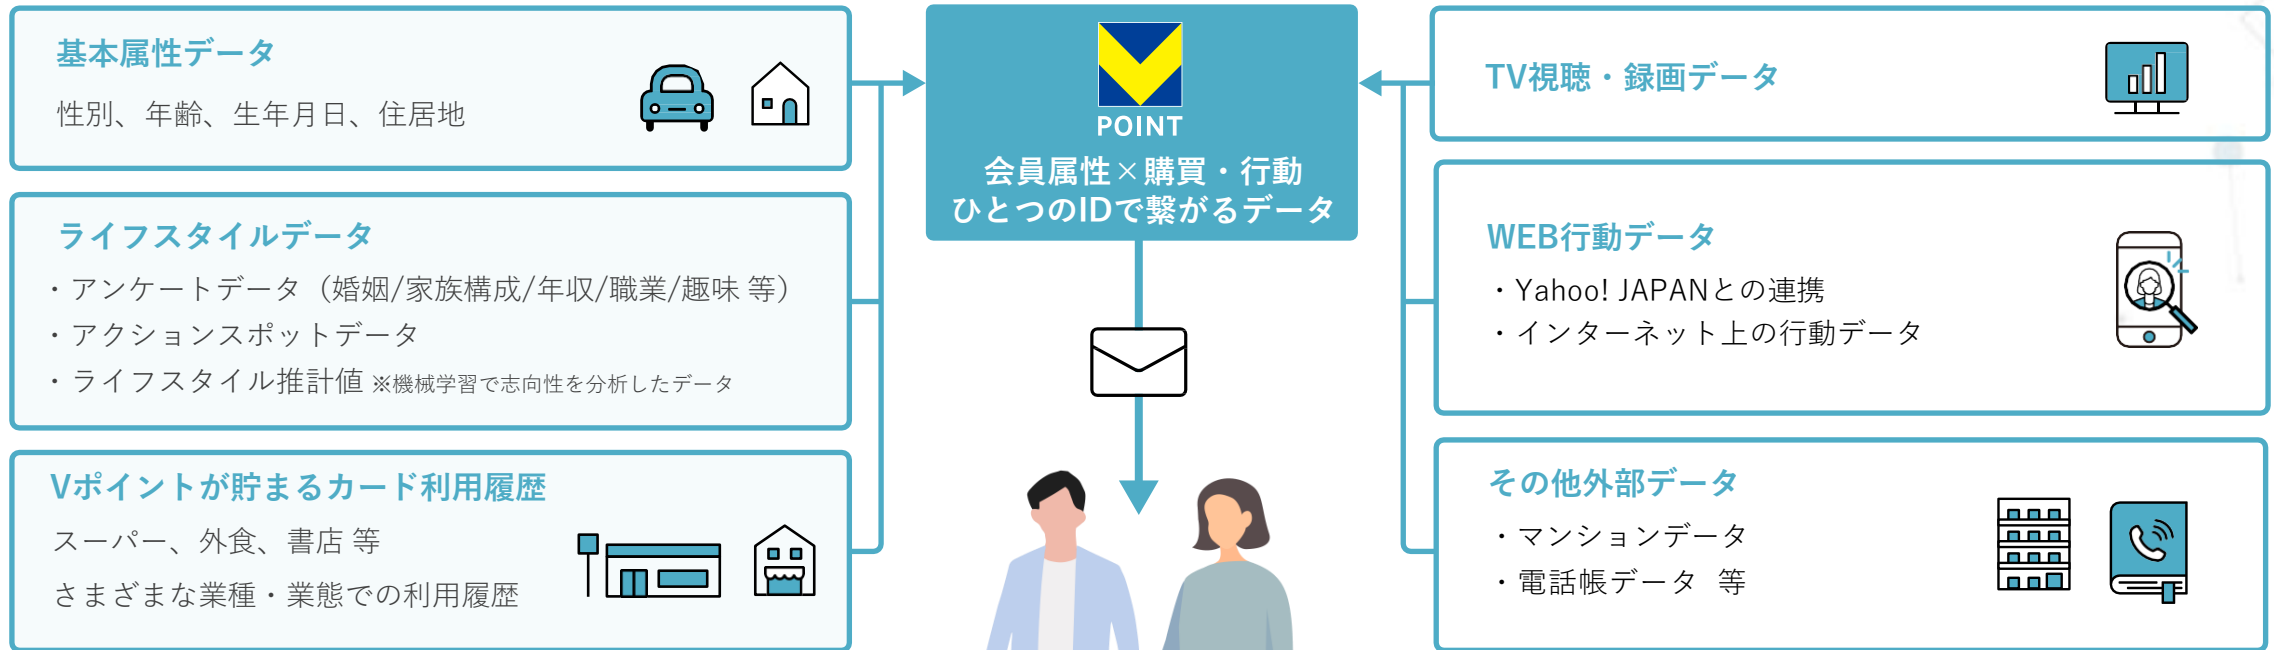 基本属性データ
性別、年齢、生年月日、住居地
ライフスタイルデータ
・アンケートデータ（婚姻/家族構成/年収/職業/趣味 等）
・アクションスポットデータ
・ライフスタイル推計値 ※機械学習で志向性を分析したデータ
Vポイントが貯まるカード利用履歴
スーパー、外食、書店 等
さまざまな業種・業態での利用履歴
POINT
会員属性×購買・行動
ひとつのIDで繋がるデータ
TV視聴・録画データ
WEB行動データ
・Yahoo! JAPANとの連携
・インターネット上の行動データ
その他外部データ
・マンションデータ
・電話帳データ 等